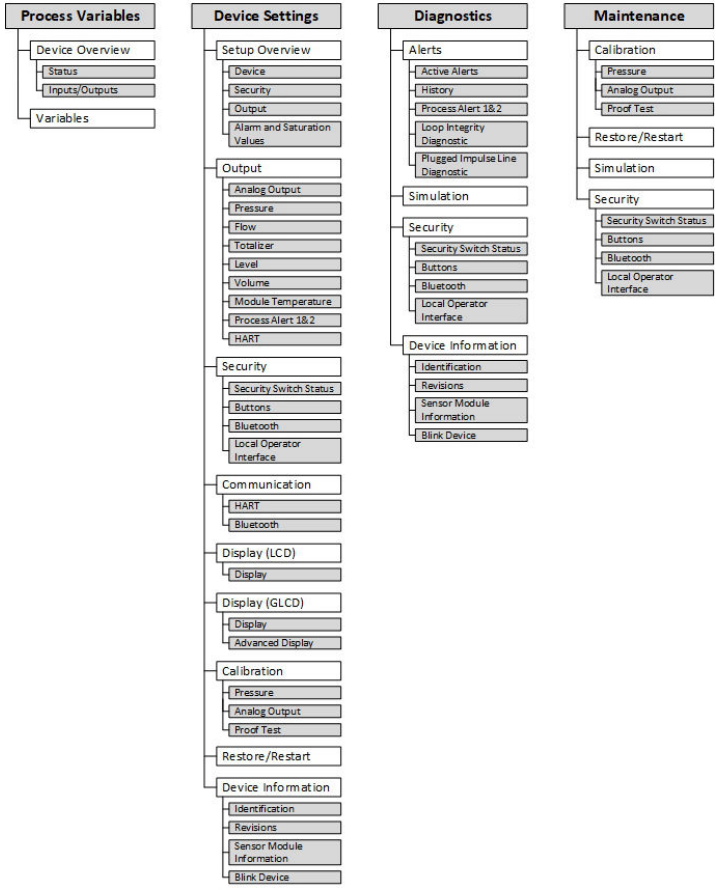 Process Variables
Device Overview
Status
Inputs/Outputs
Variables
Device Settings
Setup Overview
Device
Security
Output
Alarm and Saturation
Values
Output
Analog Output
Pressure
Flow
Totalizer
Level
Volume
Module Temperature
Process Alert 1&2
HART
Security
Security Switch Status
Buttons
Bluetooth
Local Operator
Interface
Communication
HART
Bluetooth
Display (LCD)
Display
Display (GLCD)
Display
Advanced Display
Calibration
Pressure
Analog Output
Proof Test
Restore/Restart
Device Information
Identification
Revisions
Sensor Module
Information
Blink Device
Diagnostics
Alerts
Active Alerts
History
Process Alert 1&2
Loop Integrity
Diagnostic
Plugged Impulse Line
Diagnostic
Simulation
Security
Security Switch Status
Buttons
Bluetooth
Local Operator
Interface
Device Information
Identification
Revisions
Sensor Module
Information
Blink Device
Maintenance
Calibration
Pressure
Analog Output
Proof Test
Restore/Restart
Simulation
Security
Security Switch Status
Buttons
Bluetooth
Local Operator
Interface